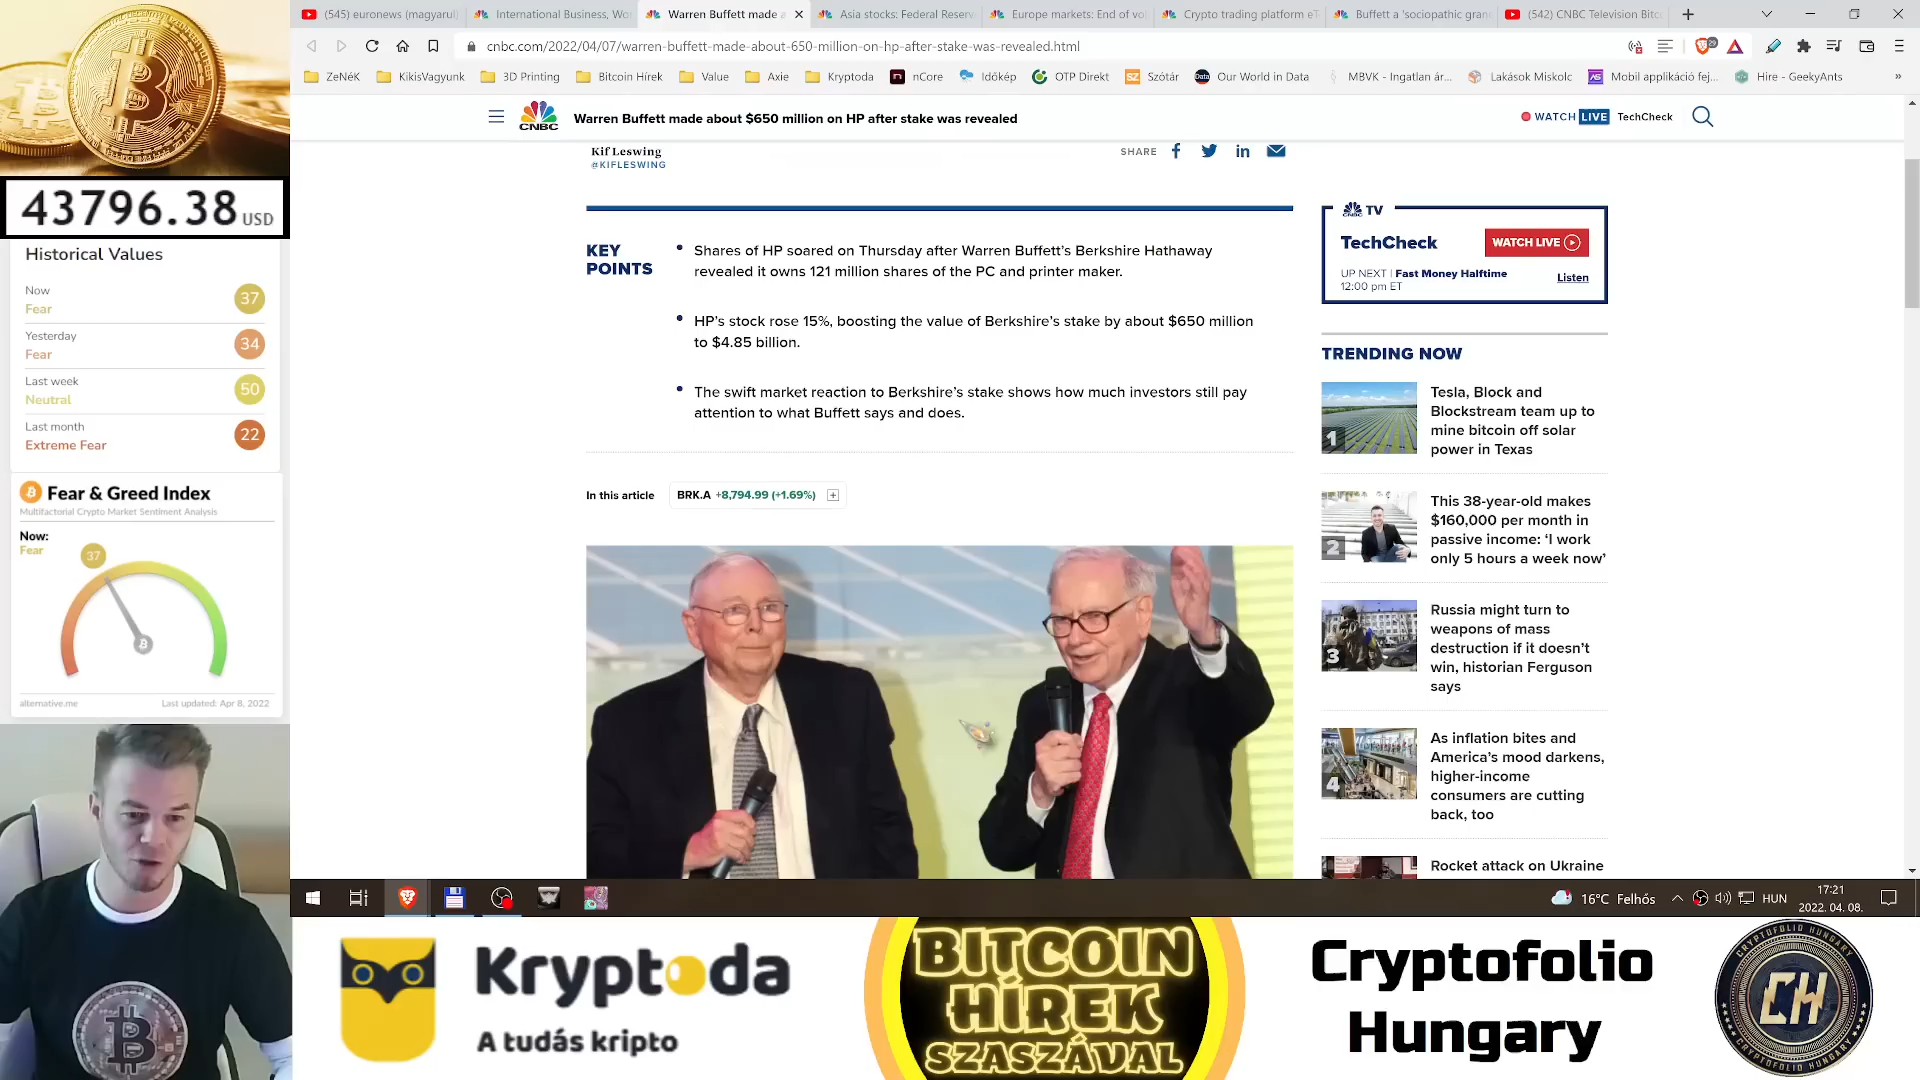 (545) euronews (magyarul)
International Business, Wo
Warren Buffett made a
Asia stocks: Federal Reser
Europe markets: End of vo
Crypto trading platform eT
Buffett a 'sociopathic gran
(542) CNBC Television Bitc
cnbc.com/2022/04/07/warren-buffett-made-about-650-million-on-hp-after-stake-was-revealed.html
ZeNéK
KikisVagyunk
3D Printing
Bitcoin Hírek
Value
Axie
Kryptoda
nCore
Időkép
OTP Direkt
Szótár
Our World in Data
MBVK - Ingatlan ár...
Lakások Miskolc
Mobil applikáció fej...
Hire - GeekyAnts
CNBC
Warren Buffett made about $650 million on HP after stake was revealed
WATCH LIVE TechCheck
Kif Leswing
@KIFLESWING
SHARE
KEY POINTS
Shares of HP soared on Thursday after Warren Buffett's Berkshire Hathaway
revealed it owns 121 million shares of the PC and printer maker.
HP's stock rose 15%, boosting the value of Berkshire's stake by about $650 million
to $4.85 billion.
The swift market reaction to Berkshire's stake shows how much investors still pay
attention to what Buffett says and does.
In this article
BRK.A +8,794.99 (+1.69%)
CNBC TV
TechCheck
WATCH LIVE
UP NEXT | Fast Money Halftime
12:00 pm ET
Listen
TRENDING NOW
1
Tesla, Block and
Blockstream team up to
mine bitcoin off solar
power in Texas
2
This 38-year-old makes
$160,000 per month in
passive income: 'I work
only 5 hours a week now'
3
Russia might turn to
weapons of mass
destruction if it doesn't
win, historian Ferguson
says
4
As inflation bites and
America's mood darkens,
higher-income
consumers are cutting
back, too
Rocket attack on Ukraine
43796.38 USD
Historical Values
Now
Fear
37
Yesterday
Fear
34
Last week
Neutral
50
Last month
Extreme Fear
22
Fear & Greed Index
Multifactorial Crypto Market Sentiment Analysis
Now:
Fear
37
alternative.me
Last updated: Apr 8, 2022
16°C Felhős
HUN
17:21
2022. 04. 08.
Kryptoda
A tudás kripto
BITCOIN
HÍREK
SZASZÁVAL
Cryptofolio
Hungary
CRYPTOFOLIO HUNGARY
CH
CRYPTOFOLIO HUNGARY